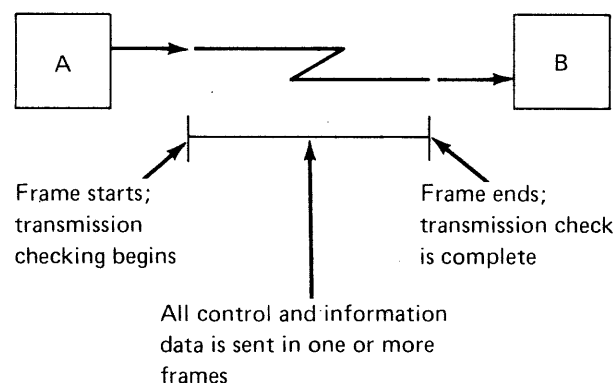 A
B
Frame starts;
transmission
checking begins
Frame ends;
transmission check
is complete
All control and information
data is sent in one or more
frames